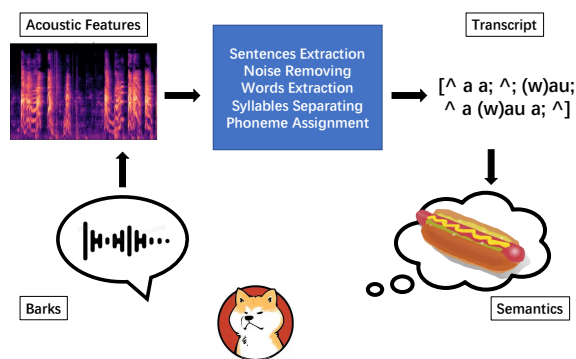 Acoustic Features
Transcript
Sentences Extraction
Noise Removing
Words Extraction
Syllables Separating
Phoneme Assignment
[^ a a; ^; (w)au;
^ a (w)au a; ^]
Barks
Semantics